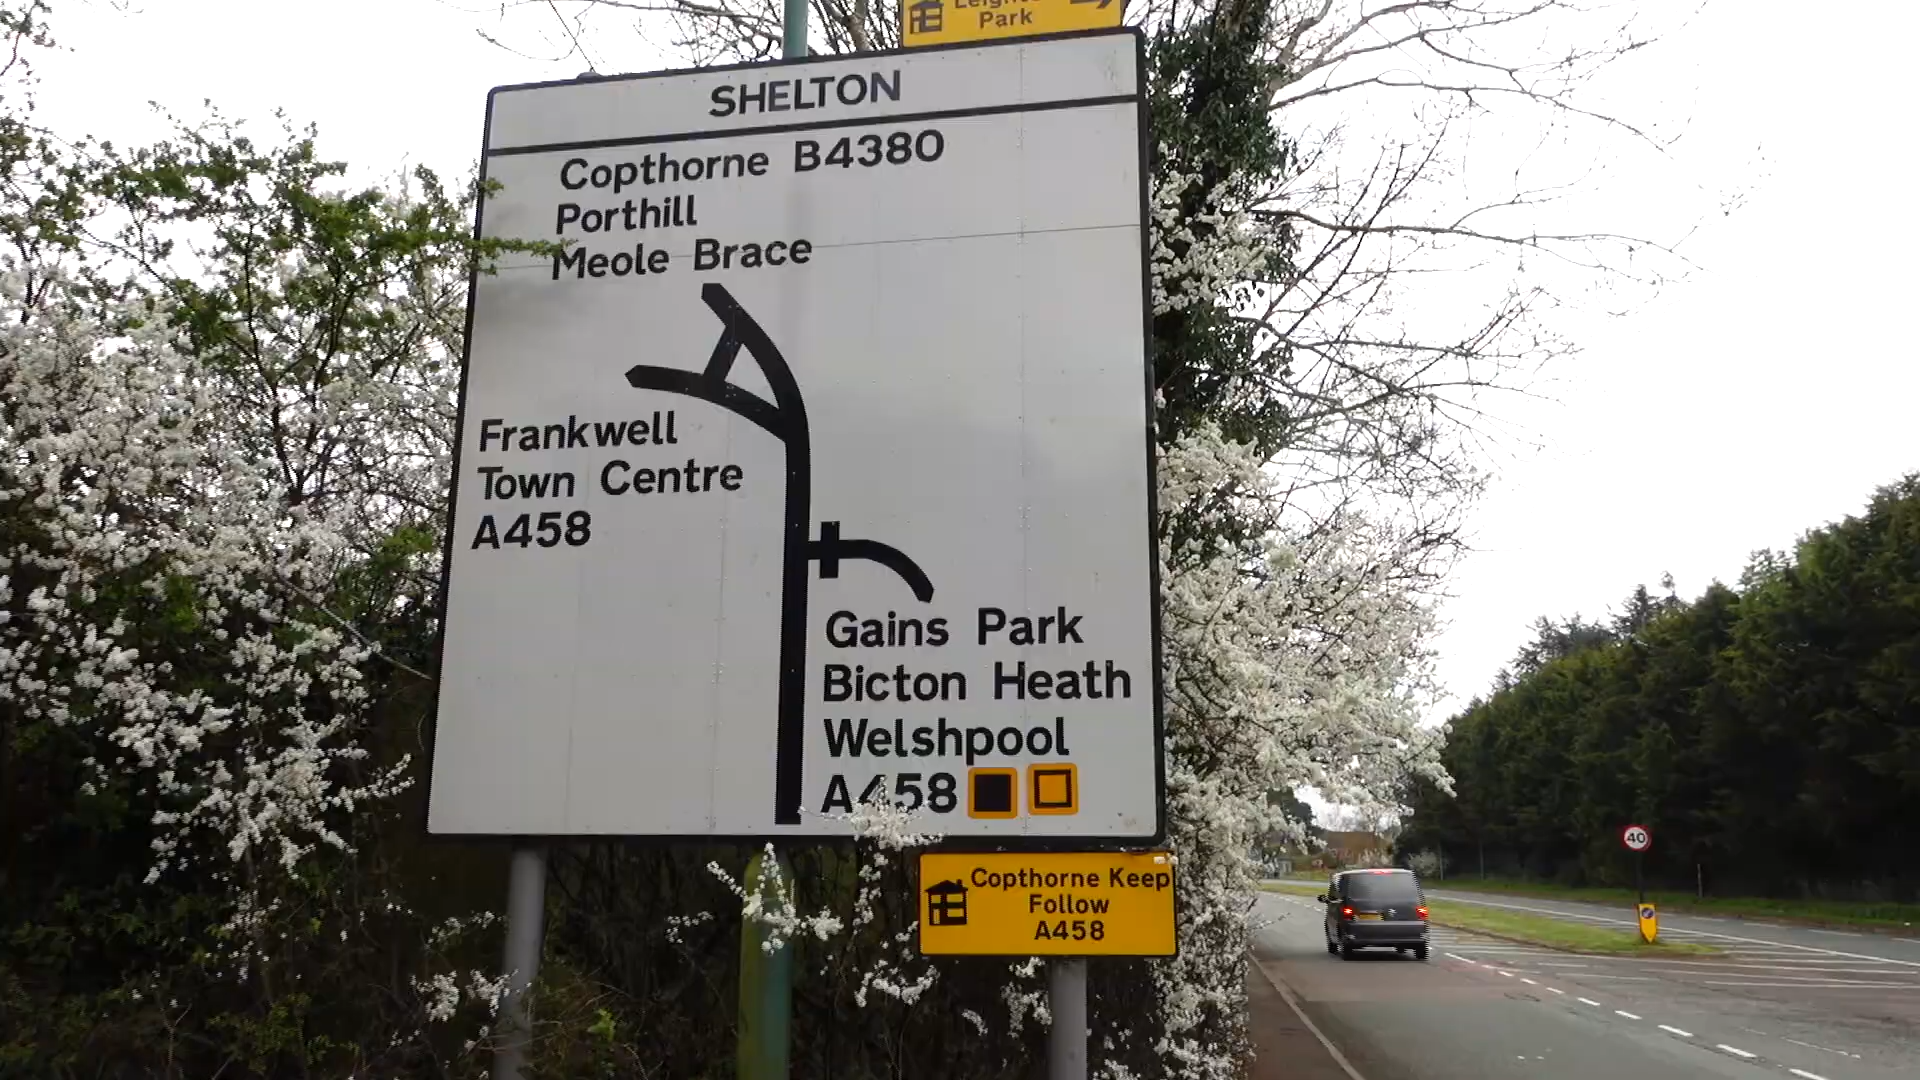 Park
SHELTON
Copthorne B4380
Porthill
Meole Brace
Frankwell
Town Centre
A458
Gains Park
Bicton Heath
Welshpool
A458
Copthorne Keep
Follow
A458
40